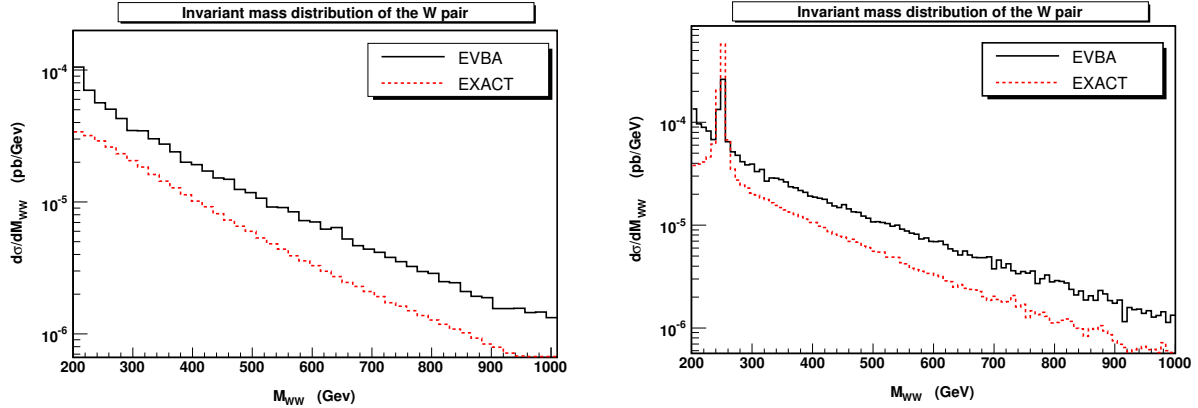 Invariant mass distribution of the W pair
EVBA
EXACT
dσ/dM_WW (pb/Gev)
10^-4
10^-5
10^-6
200 300 400 500 600 700 800 900 1000
M_WW (Gev)
Invariant mass distribution of the W pair
EVBA
EXACT
dσ/dM_WW (pb/GeV)
10^-4
10^-5
10^-6
200 300 400 500 600 700 800 900 1000
M_WW (GeV)